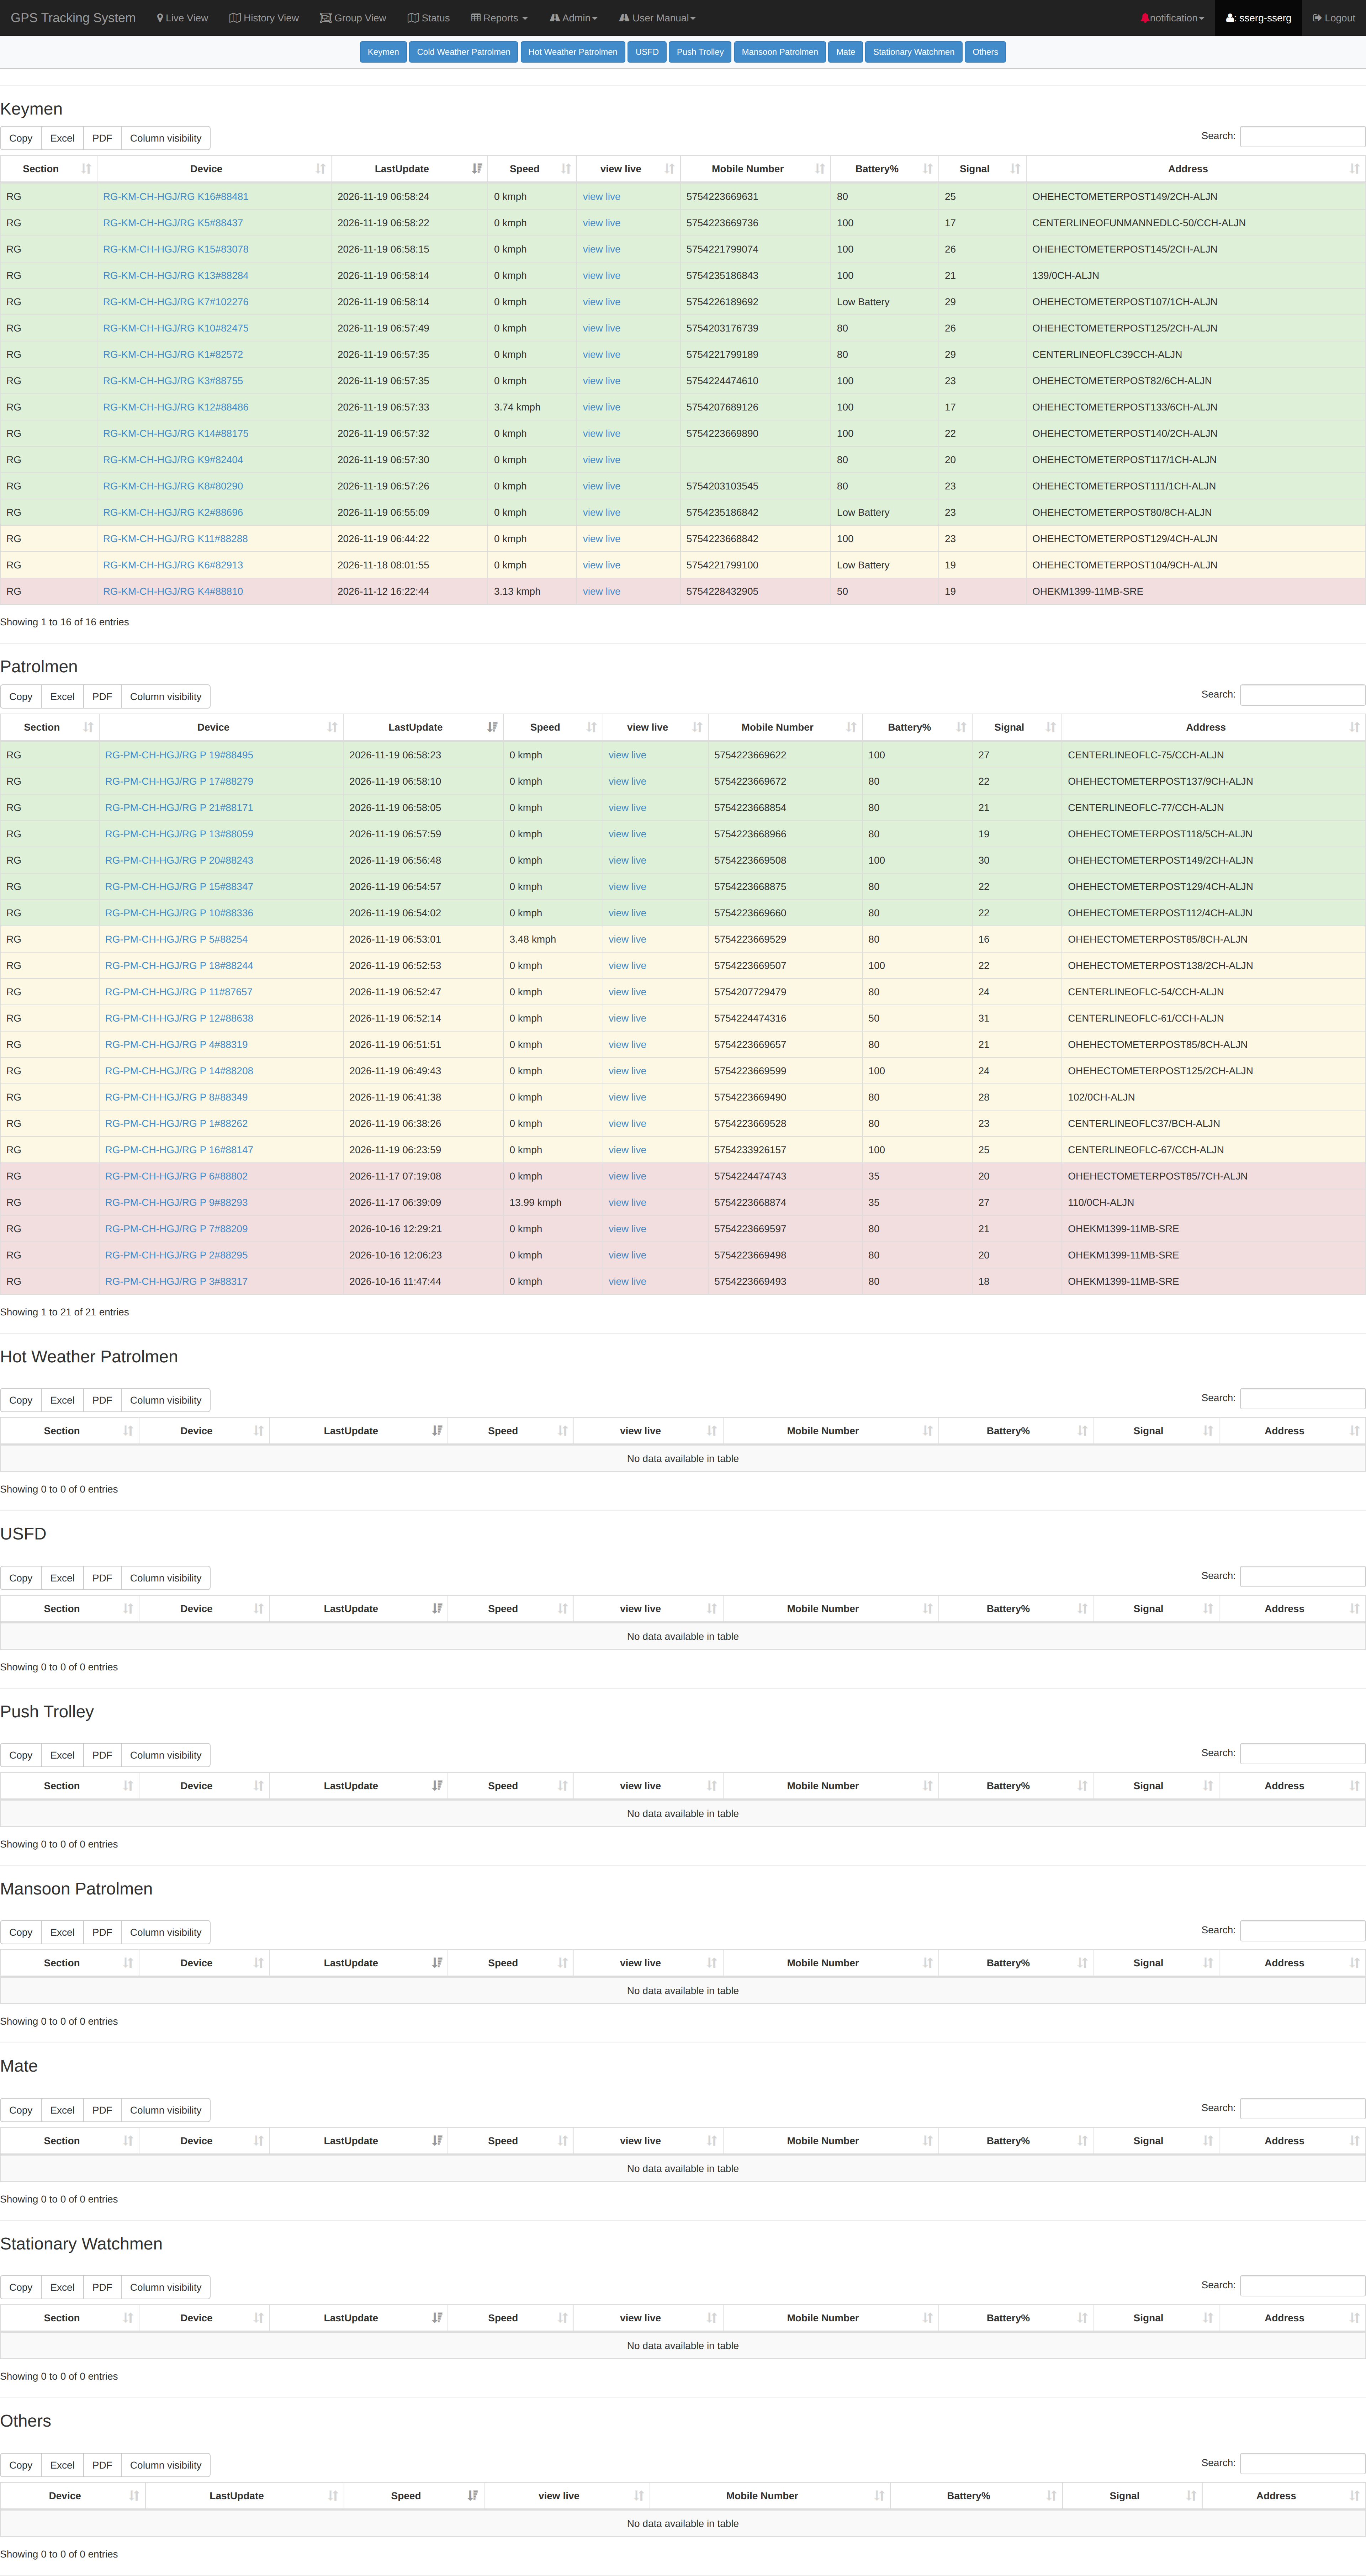 GPS Tracking System Live View History View Group View Status Reports Admin User Manual notification : sserg-sserg Logout
Keymen Cold Weather Patrolmen Hot Weather Patrolmen USFD Push Trolley Mansoon Patrolmen Mate Stationary Watchmen Others
Keymen
Copy Excel PDF Column visibility Search:
Section Device LastUpdate Speed view live Mobile Number Battery% Signal Address
RG RG-KM-CH-HGJ/RG K16#88481 2026-11-19 06:58:24 0 kmph view live 5754223669631 80 25 OHEHECTOMETERPOST149/2CH-ALJN
RG RG-KM-CH-HGJ/RG K5#88437 2026-11-19 06:58:22 0 kmph view live 5754223669736 100 17 CENTERLINEOFUNMANNEDLC-50/CCH-ALJN
RG RG-KM-CH-HGJ/RG K15#83078 2026-11-19 06:58:15 0 kmph view live 5754221799074 100 26 OHEHECTOMETERPOST145/2CH-ALJN
RG RG-KM-CH-HGJ/RG K13#88284 2026-11-19 06:58:14 0 kmph view live 5754235186843 100 21 139/0CH-ALJN
RG RG-KM-CH-HGJ/RG K7#102276 2026-11-19 06:58:14 0 kmph view live 5754226189692 Low Battery 29 OHEHECTOMETERPOST107/1CH-ALJN
RG RG-KM-CH-HGJ/RG K10#82475 2026-11-19 06:57:49 0 kmph view live 5754203176739 80 26 OHEHECTOMETERPOST125/2CH-ALJN
RG RG-KM-CH-HGJ/RG K1#82572 2026-11-19 06:57:35 0 kmph view live 5754221799189 80 29 CENTERLINEOFLC39CCH-ALJN
RG RG-KM-CH-HGJ/RG K3#88755 2026-11-19 06:57:35 0 kmph view live 5754224474610 100 23 OHEHECTOMETERPOST82/6CH-ALJN
RG RG-KM-CH-HGJ/RG K12#88486 2026-11-19 06:57:33 3.74 kmph view live 5754207689126 100 17 OHEHECTOMETERPOST133/6CH-ALJN
RG RG-KM-CH-HGJ/RG K14#88175 2026-11-19 06:57:32 0 kmph view live 5754223669890 100 22 OHEHECTOMETERPOST140/2CH-ALJN
RG RG-KM-CH-HGJ/RG K9#82404 2026-11-19 06:57:30 0 kmph view live 80 20 OHEHECTOMETERPOST117/1CH-ALJN
RG RG-KM-CH-HGJ/RG K8#80290 2026-11-19 06:57:26 0 kmph view live 5754203103545 80 23 OHEHECTOMETERPOST111/1CH-ALJN
RG RG-KM-CH-HGJ/RG K2#88696 2026-11-19 06:55:09 0 kmph view live 5754235186842 Low Battery 23 OHEHECTOMETERPOST80/8CH-ALJN
RG RG-KM-CH-HGJ/RG K11#88288 2026-11-19 06:44:22 0 kmph view live 5754223668842 100 23 OHEHECTOMETERPOST129/4CH-ALJN
RG RG-KM-CH-HGJ/RG K6#82913 2026-11-18 08:01:55 0 kmph view live 5754221799100 Low Battery 19 OHEHECTOMETERPOST104/9CH-ALJN
RG RG-KM-CH-HGJ/RG K4#88810 2026-11-12 16:22:44 3.13 kmph view live 5754228432905 50 19 OHEKM1399-11MB-SRE
Showing 1 to 16 of 16 entries
Patrolmen
Copy Excel PDF Column visibility Search:
Section Device LastUpdate Speed view live Mobile Number Battery% Signal Address
RG RG-PM-CH-HGJ/RG P 19#88495 2026-11-19 06:58:23 0 kmph view live 5754223669622 100 27 CENTERLINEOFLC-75/CCH-ALJN
RG RG-PM-CH-HGJ/RG P 17#88279 2026-11-19 06:58:10 0 kmph view live 5754223669672 80 22 OHEHECTOMETERPOST137/9CH-ALJN
RG RG-PM-CH-HGJ/RG P 21#88171 2026-11-19 06:58:05 0 kmph view live 5754223668854 80 21 CENTERLINEOFLC-77/CCH-ALJN
RG RG-PM-CH-HGJ/RG P 13#88059 2026-11-19 06:57:59 0 kmph view live 5754223668966 80 19 OHEHECTOMETERPOST118/5CH-ALJN
RG RG-PM-CH-HGJ/RG P 20#88243 2026-11-19 06:56:48 0 kmph view live 5754223669508 100 30 OHEHECTOMETERPOST149/2CH-ALJN
RG RG-PM-CH-HGJ/RG P 15#88347 2026-11-19 06:54:57 0 kmph view live 5754223668875 80 22 OHEHECTOMETERPOST129/4CH-ALJN
RG RG-PM-CH-HGJ/RG P 10#88336 2026-11-19 06:54:02 0 kmph view live 5754223669660 80 22 OHEHECTOMETERPOST112/4CH-ALJN
RG RG-PM-CH-HGJ/RG P 5#88254 2026-11-19 06:53:01 3.48 kmph view live 5754223669529 80 16 OHEHECTOMETERPOST85/8CH-ALJN
RG RG-PM-CH-HGJ/RG P 18#88244 2026-11-19 06:52:53 0 kmph view live 5754223669507 100 22 OHEHECTOMETERPOST138/2CH-ALJN
RG RG-PM-CH-HGJ/RG P 11#87657 2026-11-19 06:52:47 0 kmph view live 5754207729479 80 24 CENTERLINEOFLC-54/CCH-ALJN
RG RG-PM-CH-HGJ/RG P 12#88638 2026-11-19 06:52:14 0 kmph view live 5754224474316 50 31 CENTERLINEOFLC-61/CCH-ALJN
RG RG-PM-CH-HGJ/RG P 4#88319 2026-11-19 06:51:51 0 kmph view live 5754223669657 80 21 OHEHECTOMETERPOST85/8CH-ALJN
RG RG-PM-CH-HGJ/RG P 14#88208 2026-11-19 06:49:43 0 kmph view live 5754223669599 100 24 OHEHECTOMETERPOST125/2CH-ALJN
RG RG-PM-CH-HGJ/RG P 8#88349 2026-11-19 06:41:38 0 kmph view live 5754223669490 80 28 102/0CH-ALJN
RG RG-PM-CH-HGJ/RG P 1#88262 2026-11-19 06:38:26 0 kmph view live 5754223669528 80 23 CENTERLINEOFLC37/BCH-ALJN
RG RG-PM-CH-HGJ/RG P 16#88147 2026-11-19 06:23:59 0 kmph view live 5754233926157 100 25 CENTERLINEOFLC-67/CCH-ALJN
RG RG-PM-CH-HGJ/RG P 6#88802 2026-11-17 07:19:08 0 kmph view live 5754224474743 35 20 OHEHECTOMETERPOST85/7CH-ALJN
RG RG-PM-CH-HGJ/RG P 9#88293 2026-11-17 06:39:09 13.99 kmph view live 5754223668874 35 27 110/0CH-ALJN
RG RG-PM-CH-HGJ/RG P 7#88209 2026-10-16 12:29:21 0 kmph view live 5754223669597 80 21 OHEKM1399-11MB-SRE
RG RG-PM-CH-HGJ/RG P 2#88295 2026-10-16 12:06:23 0 kmph view live 5754223669498 80 20 OHEKM1399-11MB-SRE
RG RG-PM-CH-HGJ/RG P 3#88317 2026-10-16 11:47:44 0 kmph view live 5754223669493 80 18 OHEKM1399-11MB-SRE
Showing 1 to 21 of 21 entries
Hot Weather Patrolmen
Copy Excel PDF Column visibility Search:
Section Device LastUpdate Speed view live Mobile Number Battery% Signal Address
No data available in table
Showing 0 to 0 of 0 entries
USFD
Copy Excel PDF Column visibility Search:
Section Device LastUpdate Speed view live Mobile Number Battery% Signal Address
No data available in table
Showing 0 to 0 of 0 entries
Push Trolley
Copy Excel PDF Column visibility Search:
Section Device LastUpdate Speed view live Mobile Number Battery% Signal Address
No data available in table
Showing 0 to 0 of 0 entries
Mansoon Patrolmen
Copy Excel PDF Column visibility Search:
Section Device LastUpdate Speed view live Mobile Number Battery% Signal Address
No data available in table
Showing 0 to 0 of 0 entries
Mate
Copy Excel PDF Column visibility Search:
Section Device LastUpdate Speed view live Mobile Number Battery% Signal Address
No data available in table
Showing 0 to 0 of 0 entries
Stationary Watchmen
Copy Excel PDF Column visibility Search:
Section Device LastUpdate Speed view live Mobile Number Battery% Signal Address
No data available in table
Showing 0 to 0 of 0 entries
Others
Copy Excel PDF Column visibility Search:
Device LastUpdate Speed view live Mobile Number Battery% Signal Address
No data available in table
Showing 0 to 0 of 0 entries